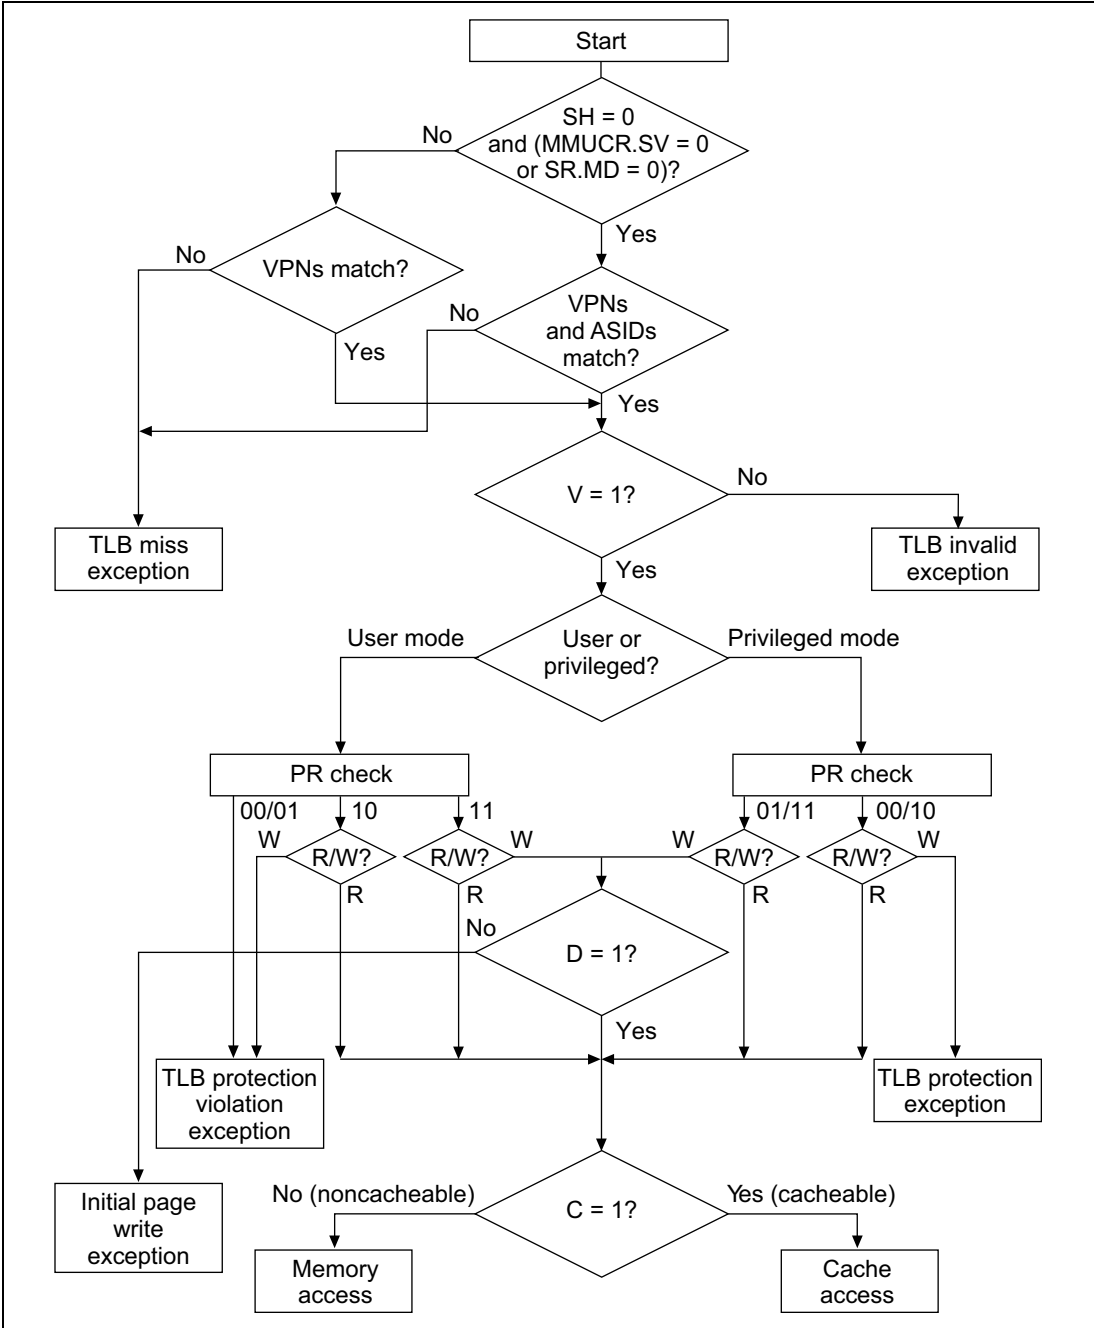 Start
SH = 0
and (MMUCR.SV = 0
or SR.MD = 0)?
No
Yes
VPNs match?
No
Yes
VPNs
and ASIDs
match?
No
Yes
V = 1?
No
Yes
TLB miss
exception
TLB invalid
exception
User mode
User or
privileged?
Privileged mode
PR check
PR check
00/01
10
11
01/11
00/10
W
R/W?
R/W?
W
W
R/W?
R/W?
W
R
R
R
R
No
D = 1?
Yes
TLB protection
violation
exception
TLB protection
exception
Initial page
write
exception
No (noncacheable)
C = 1?
Yes (cacheable)
Memory
access
Cache
access